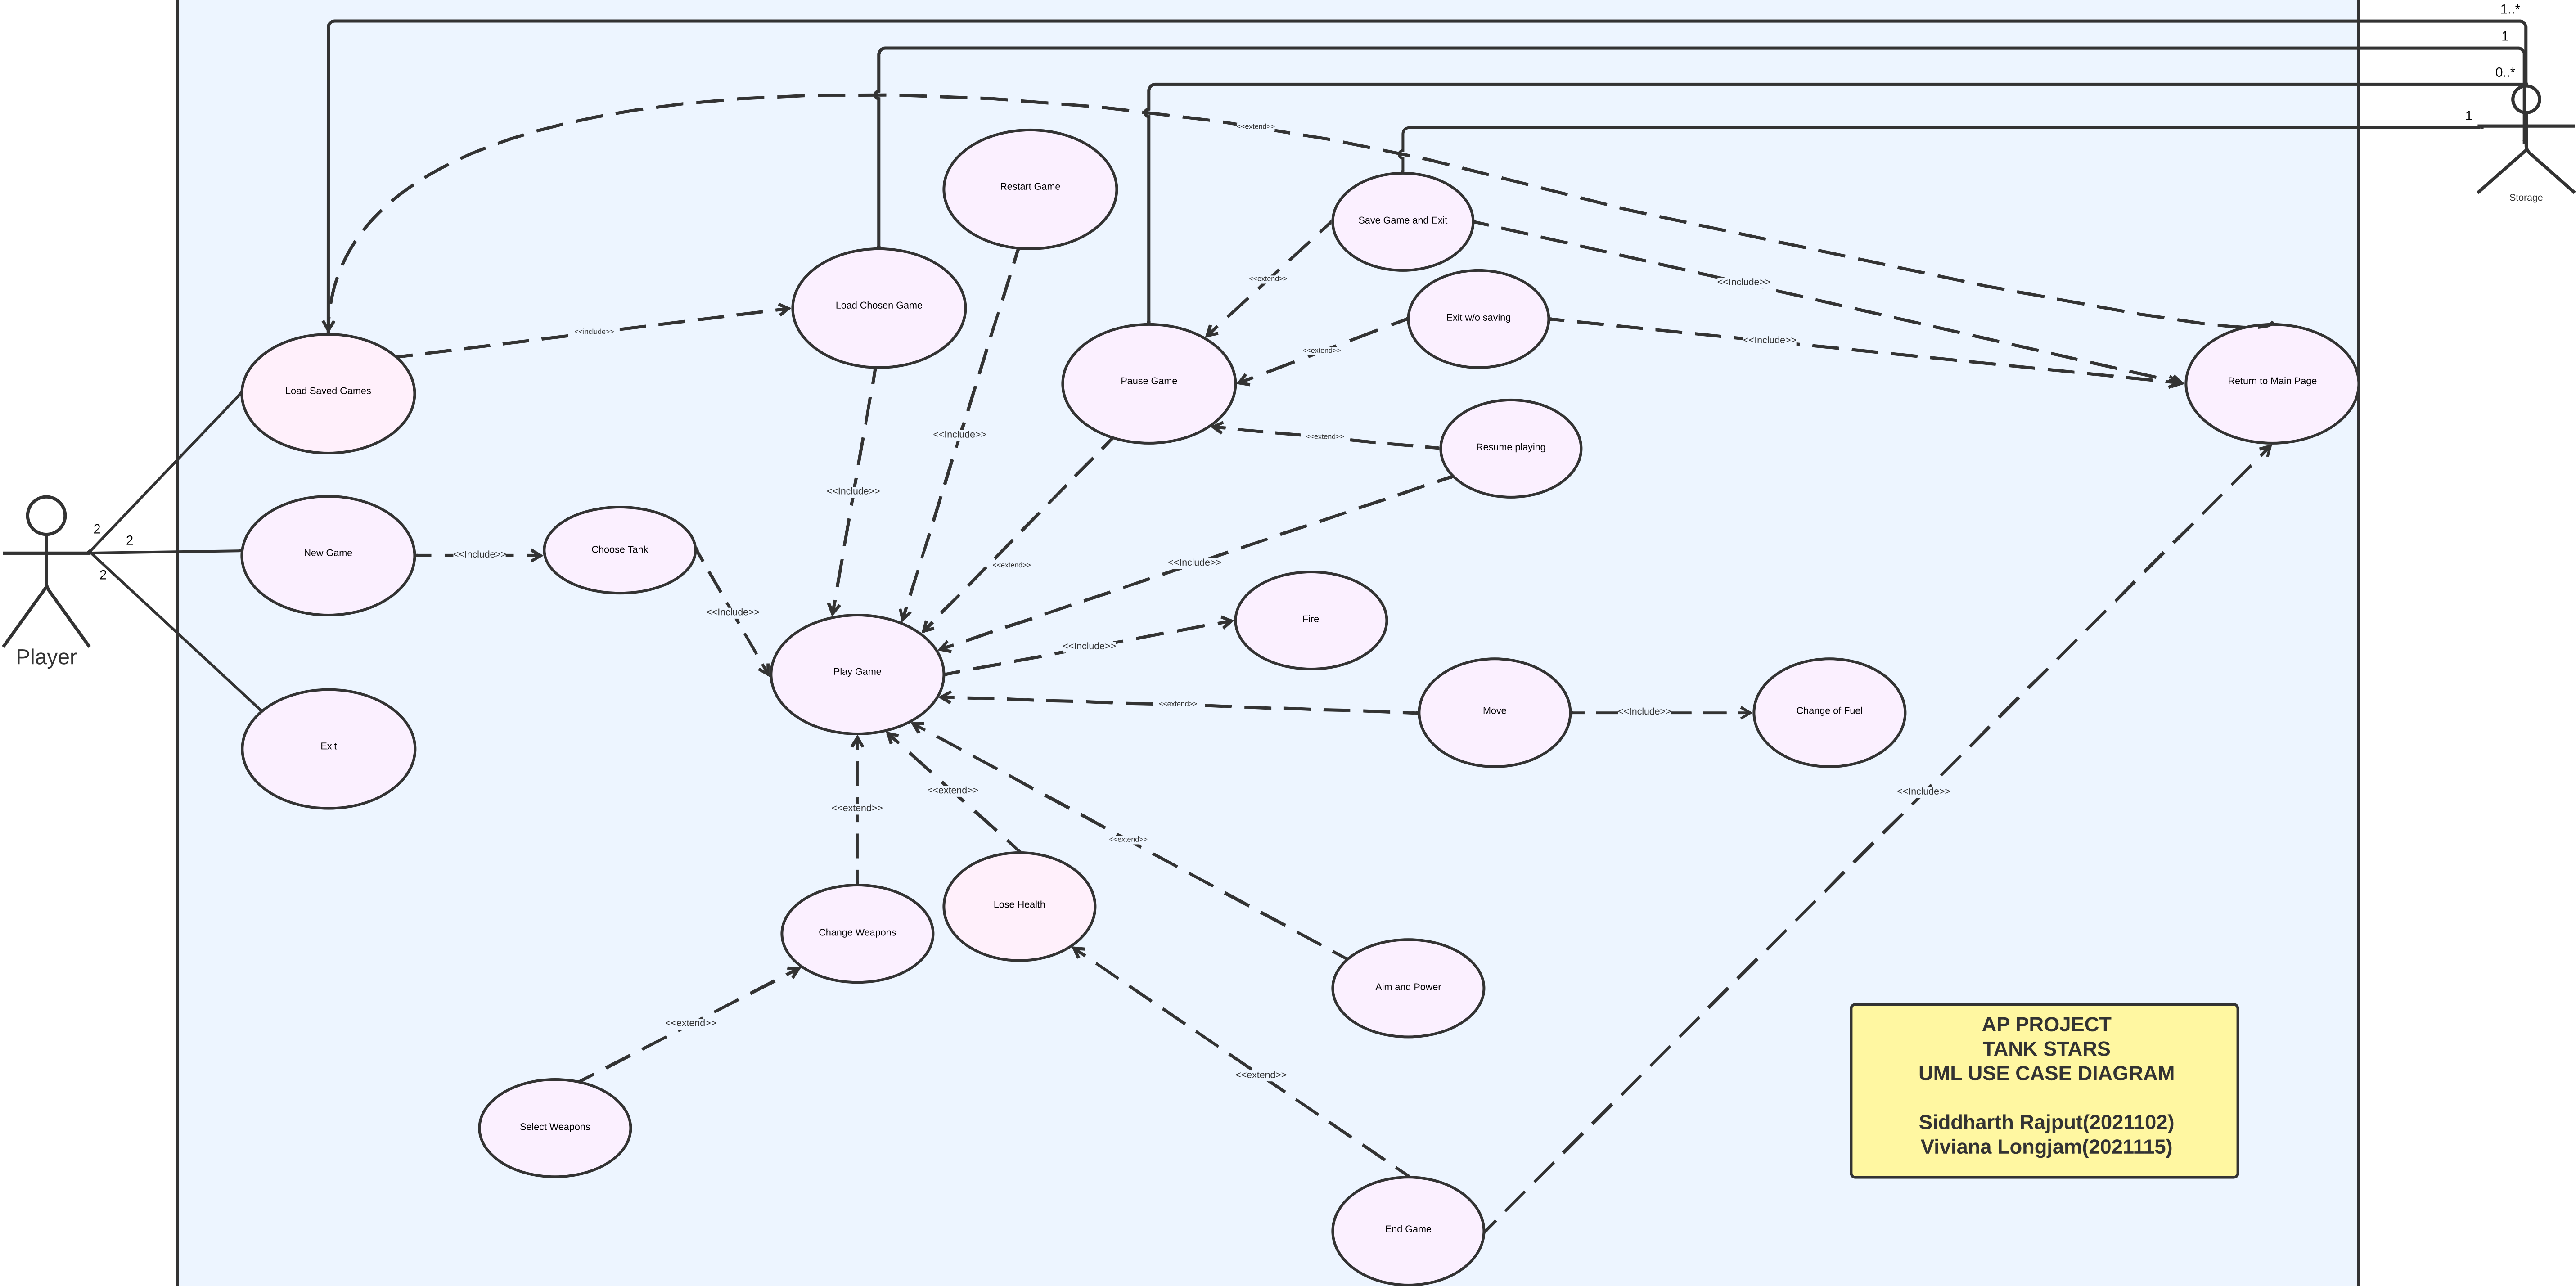 1..*
1
0..*
1
Storage
<<extend>>
Restart Game
Save Game and Exit
<<extend>>
<<Include>>
Load Chosen Game
Exit w/o saving
<<include>>
<<extend>>
<<Include>>
Load Saved Games
Pause Game
Return to Main Page
<<Include>>
<<extend>>
Resume playing
<<Include>>
2
2
2
Player
New Game
<<Include>>
Choose Tank
<<extend>>
<<Include>>
<<Include>>
Fire
<<Include>>
Play Game
<<extend>>
Move
<<Include>>
Change of Fuel
Exit
<<extend>>
<<extend>>
<<Include>>
<<extend>>
Change Weapons
Lose Health
Aim and Power
<<extend>>
<<extend>>
Select Weapons
End Game
AP PROJECT
TANK STARS
UML USE CASE DIAGRAM
Siddharth Rajput(2021102)
Viviana Longjam(2021115)